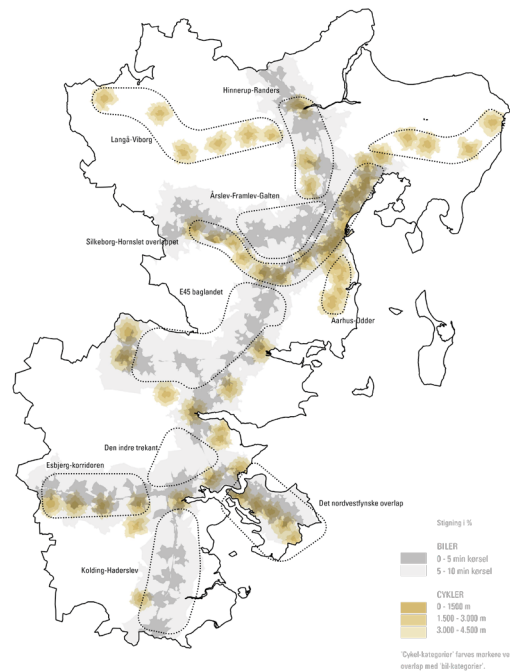 Hinnerup-Randers
Langå-Viborg
Årslev-Framlev-Galten
Silkeborg-Hornslet overlappet
E45 baglandet
Aarhus-Odder
Den indre trekant
Esbjerg-korridoren
Det nordvestfynske overlap
Kolding-Haderslev
Stigning i %
BILER
0 - 5 min kørsel
5 - 10 min kørsel
CYKLER
0 - 1500 m
1.500 - 3.000 m
3.000 - 4.500 m
'Cykel-kategorier' farves mørkere ve
overlap med 'bil-kategorier'.